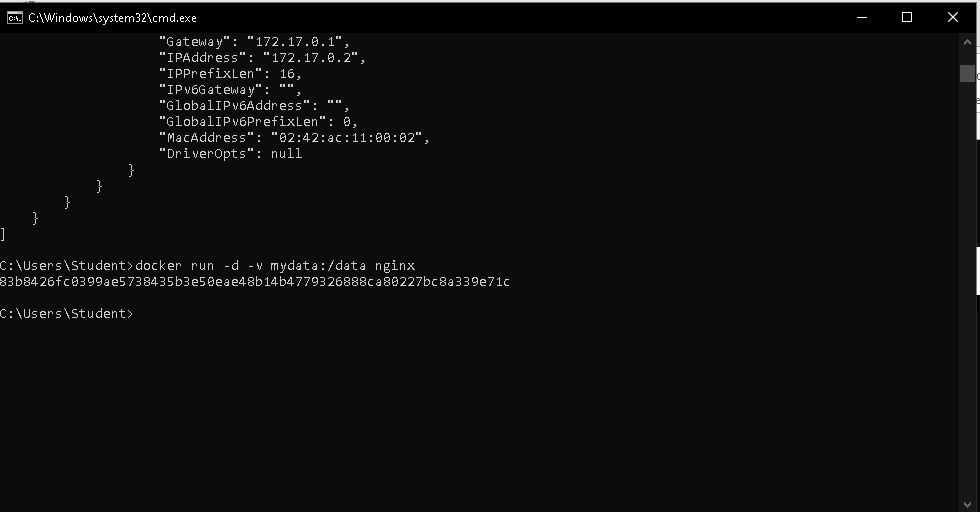 C:\Windows\system32\cmd.exe
"Gateway": "172.17.0.1",
"IPAddress": "172.17.0.2",
"IPPrefixLen": 16,
"IPv6Gateway": "",
"GlobalIPv6Address": "",
"GlobalIPv6PrefixLen": 0,
"MacAddress": "02:42:ac:11:00:02",
"DriverOpts": null
}
}
}
}
]
C:\Users\Student>docker run -d -v mydata:/data nginx
83b8426fc0399ae5738435b3e50eae48b14b4779326888ca80227bc8a339e71c
C:\Users\Student>